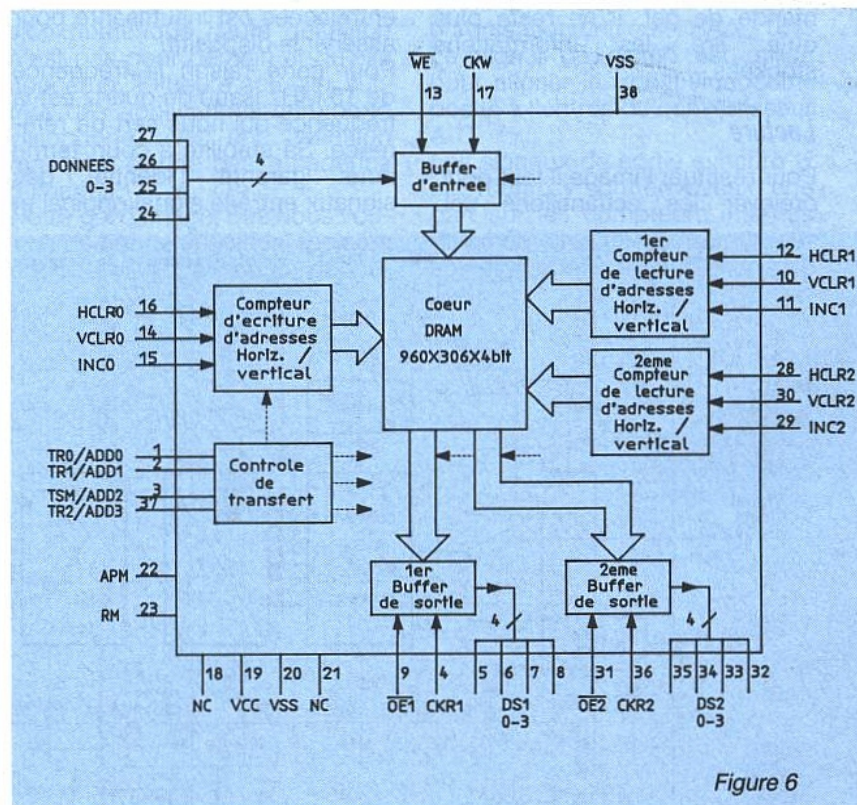 WE CKW VSS
13 17 38
27
DONNEES 26
0-3 25
24
4
Buffer
d'entree
1er
Compteur
de lecture
d'adresses
Horiz. /
vertical
12 HCLR1
10 VCLR1
11 INC1
HCLR0 16
VCLR0 14
INC0 15
Compteur
d'ecriture
d'adresses
Horiz. /
vertical
Coeur
DRAM
960X306X4bit
2eme
Compteur
de lecture
d'adresses
Horiz. /
vertical
28 HCLR2
30 VCLR2
29 INC2
TR0/ADD0 1
TR1/ADD1 2
TSM/ADD2 3
TR2/ADD3 37
Controle
de
transfert
APM 22
RM 23
1er
Buffer
de sortie
4
2eme
Buffer
de sortie
4
18 19 20 21 9 4 5 6 7 8 31 36 35 34 33 32
NC VCC VSS NC OE1 CKR1 DS1 OE2 CKR2 DS2
0-3 0-3
Figure 6